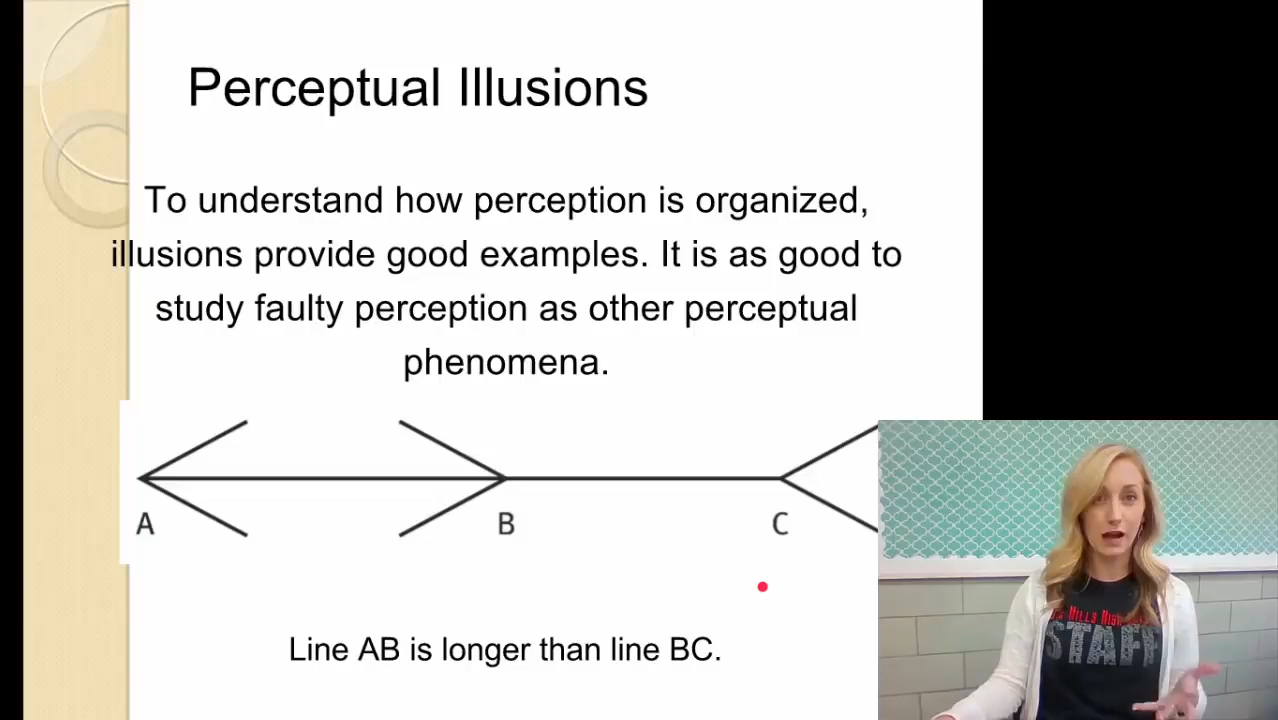 Perceptual Illusions
To understand how perception is organized,
illusions provide good examples. It is as good to
study faulty perception as other perceptual
phenomena.
A B C
Line AB is longer than line BC.
STAFF